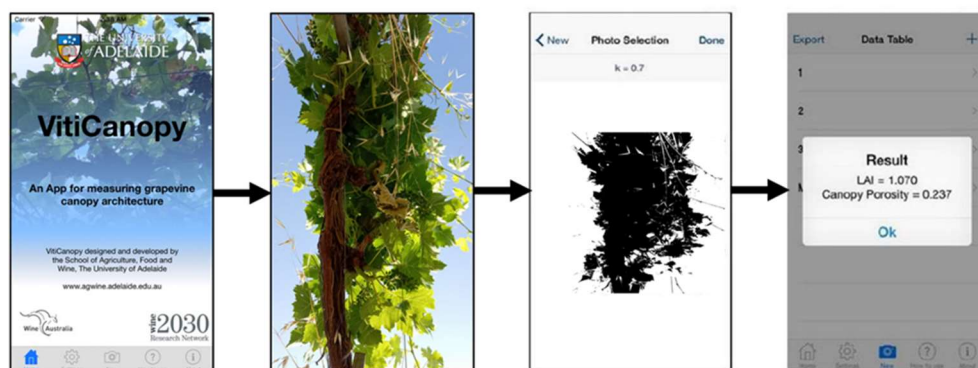 Carrier
THE UNIVERSITY
of ADELAIDE
VitiCanopy
An App for measuring grapevine
canopy architecture
VitiCanopy designed and developed by
the School of Agriculture, Food and
Wine, The University of Adelaide
www.agwine.adelaide.edu.au
Wine Australia
wine 2030
Research Network
New Photo Selection Done
k = 0.7
Export Data Table +
1
2
3
M
Result
LAI = 1.070
Canopy Porosity = 0.237
Ok
Home Settings New How to use